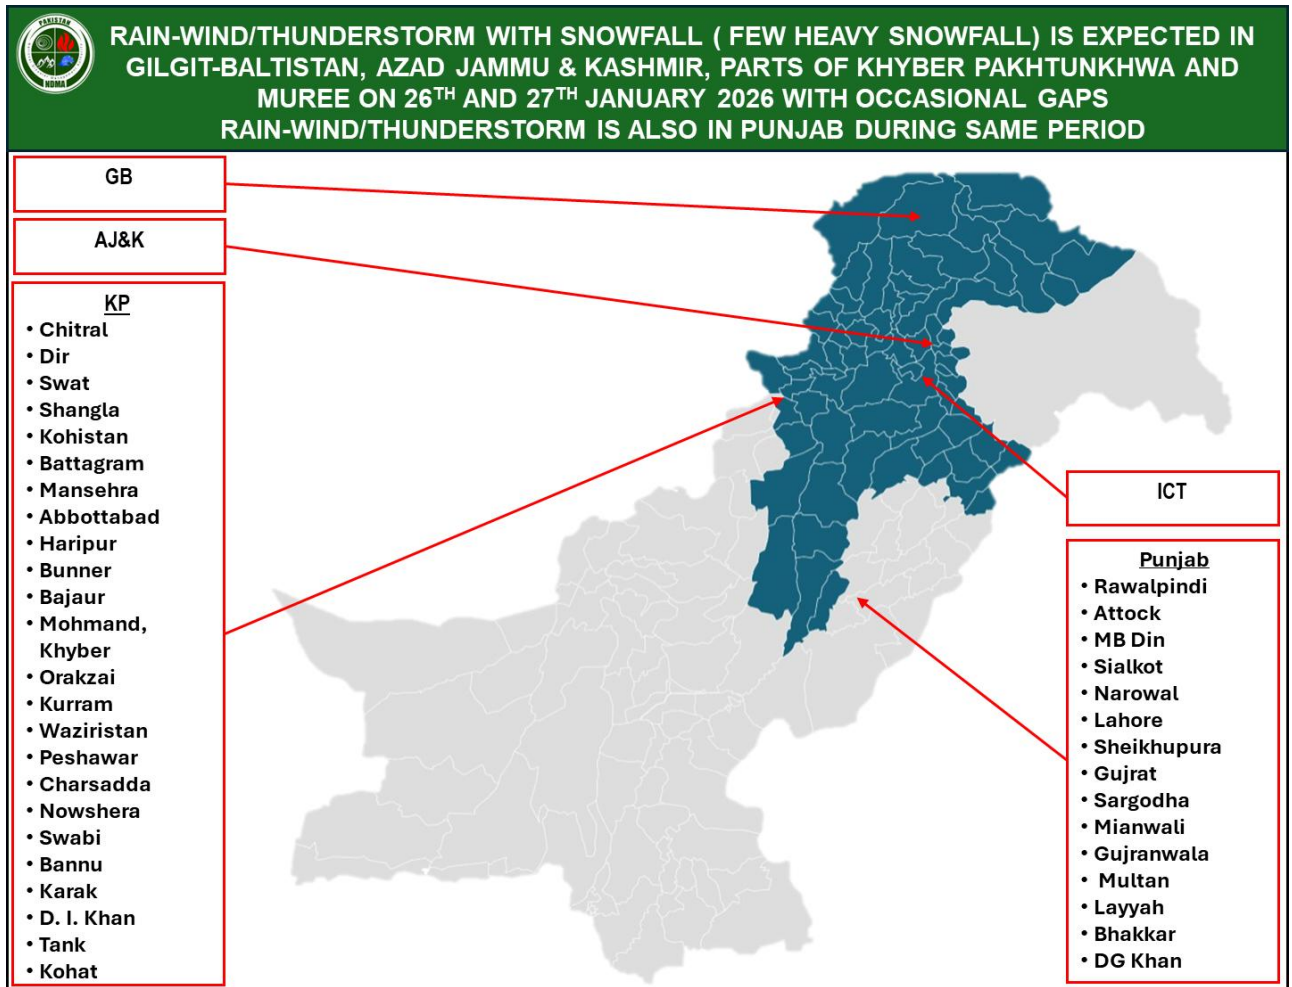 PAKISTAN
NDMA
RAIN-WIND/THUNDERSTORM WITH SNOWFALL ( FEW HEAVY SNOWFALL) IS EXPECTED IN
GILGIT-BALTISTAN, AZAD JAMMU & KASHMIR, PARTS OF KHYBER PAKHTUNKHWA AND
MUREE ON 26TH AND 27TH JANUARY 2026 WITH OCCASIONAL GAPS
RAIN-WIND/THUNDERSTORM IS ALSO IN PUNJAB DURING SAME PERIOD
GB
AJ&K
KP
• Chitral
• Dir
• Swat
• Shangla
• Kohistan
• Battagram
• Mansehra
• Abbottabad
• Haripur
• Bunner
• Bajaur
• Mohmand,
Khyber
• Orakzai
• Kurram
• Waziristan
• Peshawar
• Charsadda
• Nowshera
• Swabi
• Bannu
• Karak
• D. I. Khan
• Tank
• Kohat
ICT
Punjab
• Rawalpindi
• Attock
• MB Din
• Sialkot
• Narowal
• Lahore
• Sheikhupura
• Gujrat
• Sargodha
• Mianwali
• Gujranwala
• Multan
• Layyah
• Bhakkar
• DG Khan